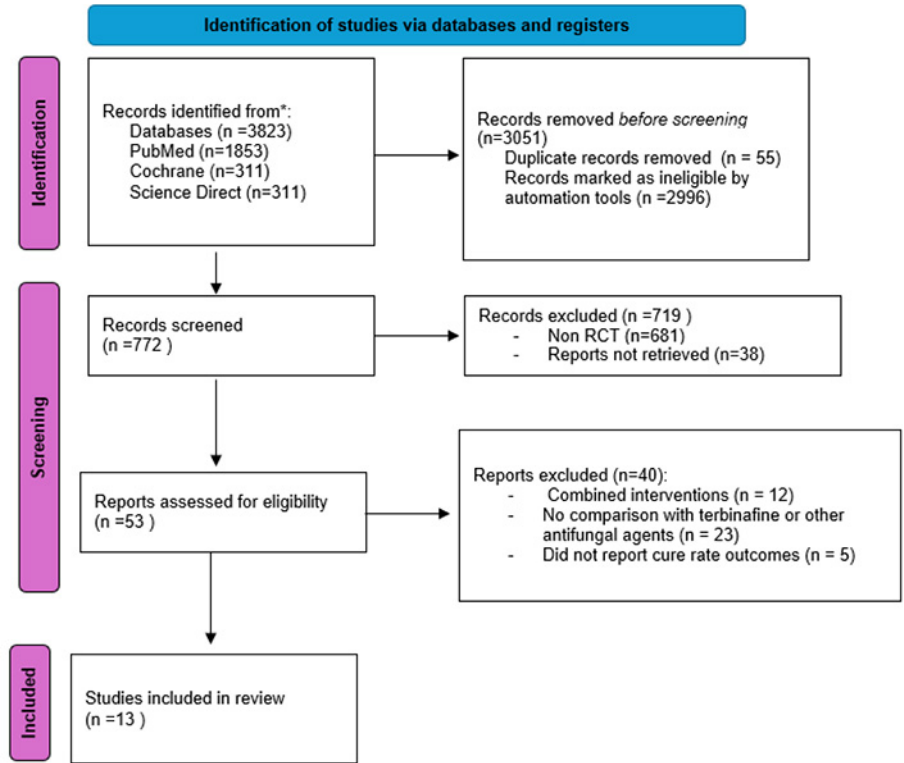 Identification of studies via databases and registers
Identification
Records identified from*:
Databases (n =3823)
PubMed (n=1853)
Cochrane (n=311)
Science Direct (n=311)
Records removed before screening
(n=3051)
Duplicate records removed (n = 55)
Records marked as ineligible by
automation tools (n =2996)
Screening
Records screened
(n =772 )
Records excluded (n =719 )
- Non RCT (n=681)
- Reports not retrieved (n=38)
Reports assessed for eligibility
(n =53 )
Reports excluded (n=40):
- Combined interventions (n = 12)
- No comparison with terbinafine or other
antifungal agents (n = 23)
- Did not report cure rate outcomes (n = 5)
Included
Studies included in review
(n =13 )